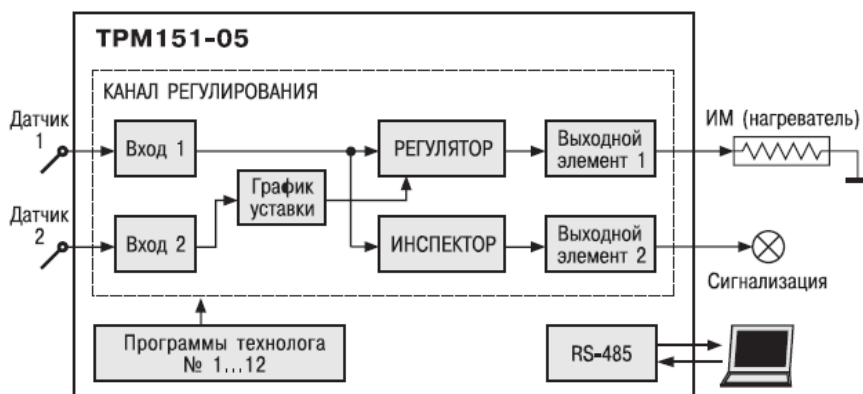 ТРМ151-05
КАНАЛ РЕГУЛИРОВАНИЯ
Датчик
1
Вход 1
РЕГУЛЯТОР
Выходной
элемент 1
ИМ (нагреватель)
График
уставки
Датчик
2
Вход 2
ИНСПЕКТОР
Выходной
элемент 2
Сигнализация
Программы технолога
№ 1...12
RS-485